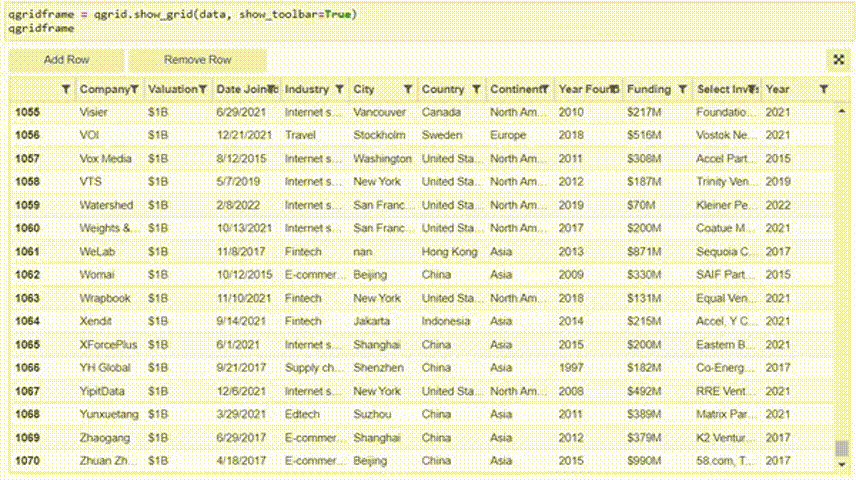 qgridframe = qgrid.show_grid(data, show_toolbar=True)
qgridframe
Add Row Remove Row
Company Valuation Date Joined Industry City Country Continent Year Found Funding Select Inves Year
1055 Visier $1B 6/29/2021 Internet s... Vancouver Canada North Am... 2010 $217M Foundatio... 2021
1056 VOI $1B 12/21/2021 Travel Stockholm Sweden Europe 2018 $516M Vostok Ne... 2021
1057 Vox Media $1B 8/12/2015 Internet s... Washington United Sta... North Am... 2011 $308M Accel Part... 2015
1058 VTS $1B 5/7/2019 Internet s... New York United Sta... North Am... 2012 $187M Trinity Ven... 2019
1059 Watershed $1B 2/8/2022 Internet s... San Franc... United Sta... North Am... 2019 $70M Kleiner Pe... 2022
1060 Weights &... $1B 10/13/2021 Internet s... San Franc... United Sta... North Am... 2017 $200M Coatue M... 2021
1061 WeLab $1B 11/8/2017 Fintech nan Hong Kong Asia 2013 $871M Sequoia C... 2017
1062 Womai $1B 10/12/2015 E-commer... Beijing China Asia 2009 $330M SAIF Part... 2015
1063 Wrapbook $1B 11/10/2021 Fintech New York United Sta... North Am... 2018 $131M Equal Ven... 2021
1064 Xendit $1B 9/14/2021 Fintech Jakarta Indonesia Asia 2014 $215M Accel, Y C... 2021
1065 XForcePlus $1B 6/1/2021 Internet s... Shanghai China Asia 2015 $200M Eastern B... 2021
1066 YH Global $1B 9/21/2017 Supply ch... Shenzhen China Asia 1997 $182M Co-Energ... 2017
1067 YipitData $1B 12/6/2021 Internet s... New York United Sta... North Am... 2008 $492M RRE Vent... 2021
1068 Yunxuetang $1B 3/29/2021 Edtech Suzhou China Asia 2011 $389M Matrix Par... 2021
1069 Zhaogang $1B 6/29/2017 E-commer... Shanghai China Asia 2012 $379M K2 Ventur... 2017
1070 Zhuan Zh... $1B 4/18/2017 E-commer... Beijing China Asia 2015 $990M 58.com, T... 2017